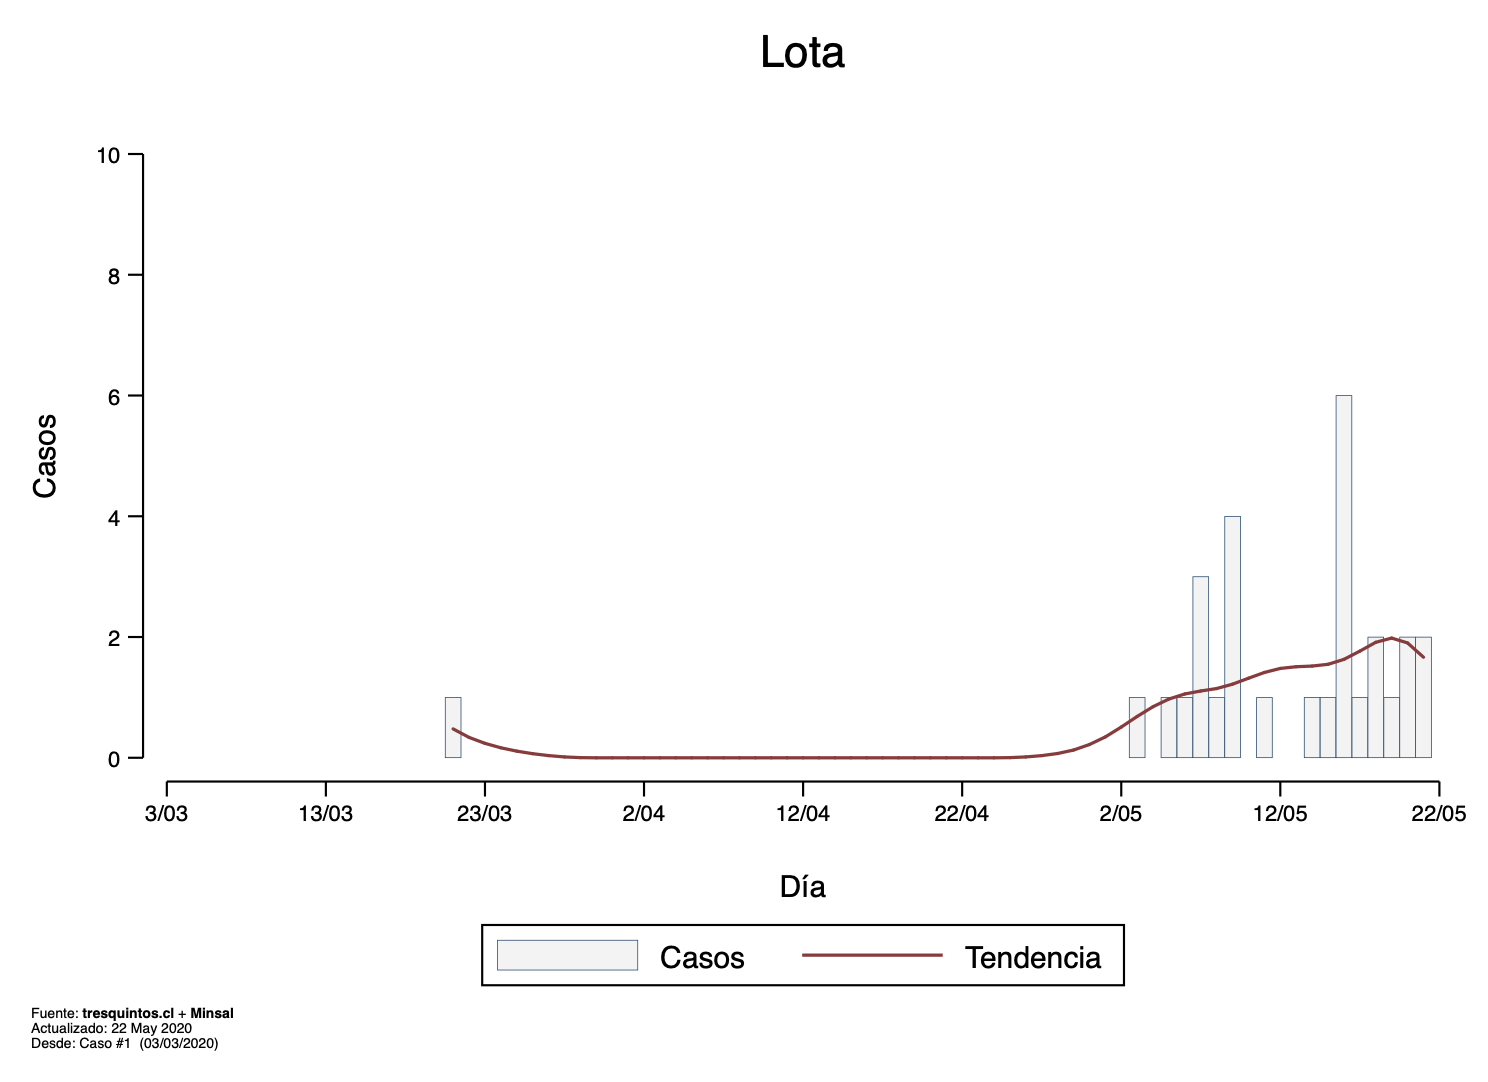 Lota
10
8
6
4
2
0
Casos
3/03 13/03 23/03 2/04 12/04 22/04 2/05 12/05 22/05
Día
Casos Tendencia
Fuente: tresquintos.cl + Minsal
Actualizado: 22 May 2020
Desde: Caso #1 (03/03/2020)